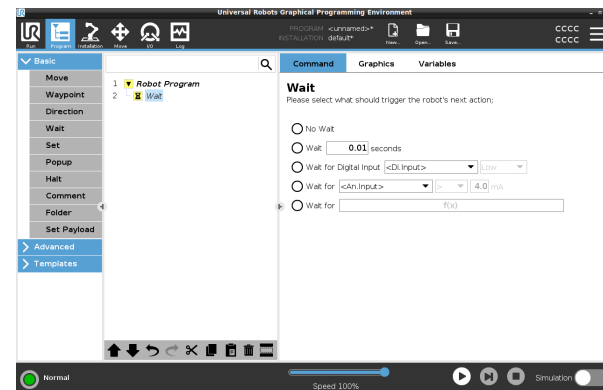 Universal Robots Graphical Programming Environment
PROGRAM <unnamed>*
INSTALLATION default*
CCCC
CCCC
Run Program Installation Move I/O Log New... Open... Save...
Basic
Move
Waypoint
Direction
Wait
Set
Popup
Halt
Comment
Folder
Set Payload
Advanced
Templates
1 Robot Program
2 Wait
Command Graphics Variables
Wait
Please select what should trigger the robot's next action;
No Wait
Wait 0.01 seconds
Wait for Digital Input <Di.Input> Low
Wait for <An.Input> > 4.0 mA
Wait for f(x)
Normal
Speed 100%
Simulation